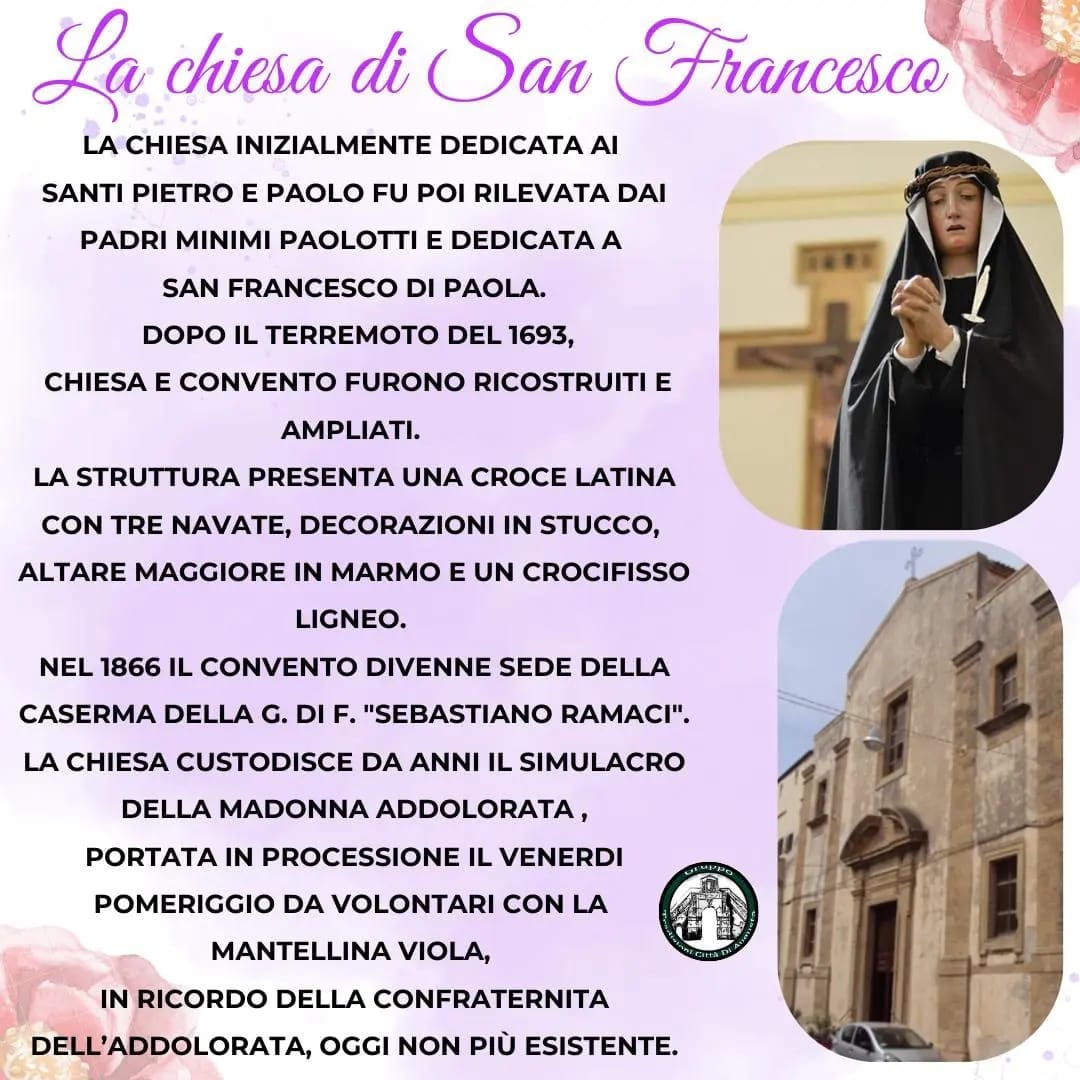 La chiesa di San Francesco
LA CHIESA INIZIALMENTE DEDICATA AI
SANTI PIETRO E PAOLO FU POI RILEVATA DAI
PADRI MINIMI PAOLOTTI E DEDICATA A
SAN FRANCESCO DI PAOLA.
DOPO IL TERREMOTO DEL 1693,
CHIESA E CONVENTO FURONO RICOSTRUITI E
AMPLIATI.
LA STRUTTURA PRESENTA UNA CROCE LATINA
CON TRE NAVATE, DECORAZIONI IN STUCCO,
ALTARE MAGGIORE IN MARMO E UN CROCIFISSO
LIGNEO.
NEL 1866 IL CONVENTO DIVENNE SEDE DELLA
CASERMA DELLA G. DI F. "SEBASTIANO RAMACI".
LA CHIESA CUSTODISCE DA ANNI IL SIMULACRO
DELLA MADONNA ADDOLORATA ,
PORTATA IN PROCESSIONE IL VENERDI
POMERIGGIO DA VOLONTARI CON LA
MANTELLINA VIOLA,
IN RICORDO DELLA CONFRATERNITA
DELL’ADDOLORATA, OGGI NON PIÙ ESISTENTE.
Gruppo
Tradizioni Città Di Augusta